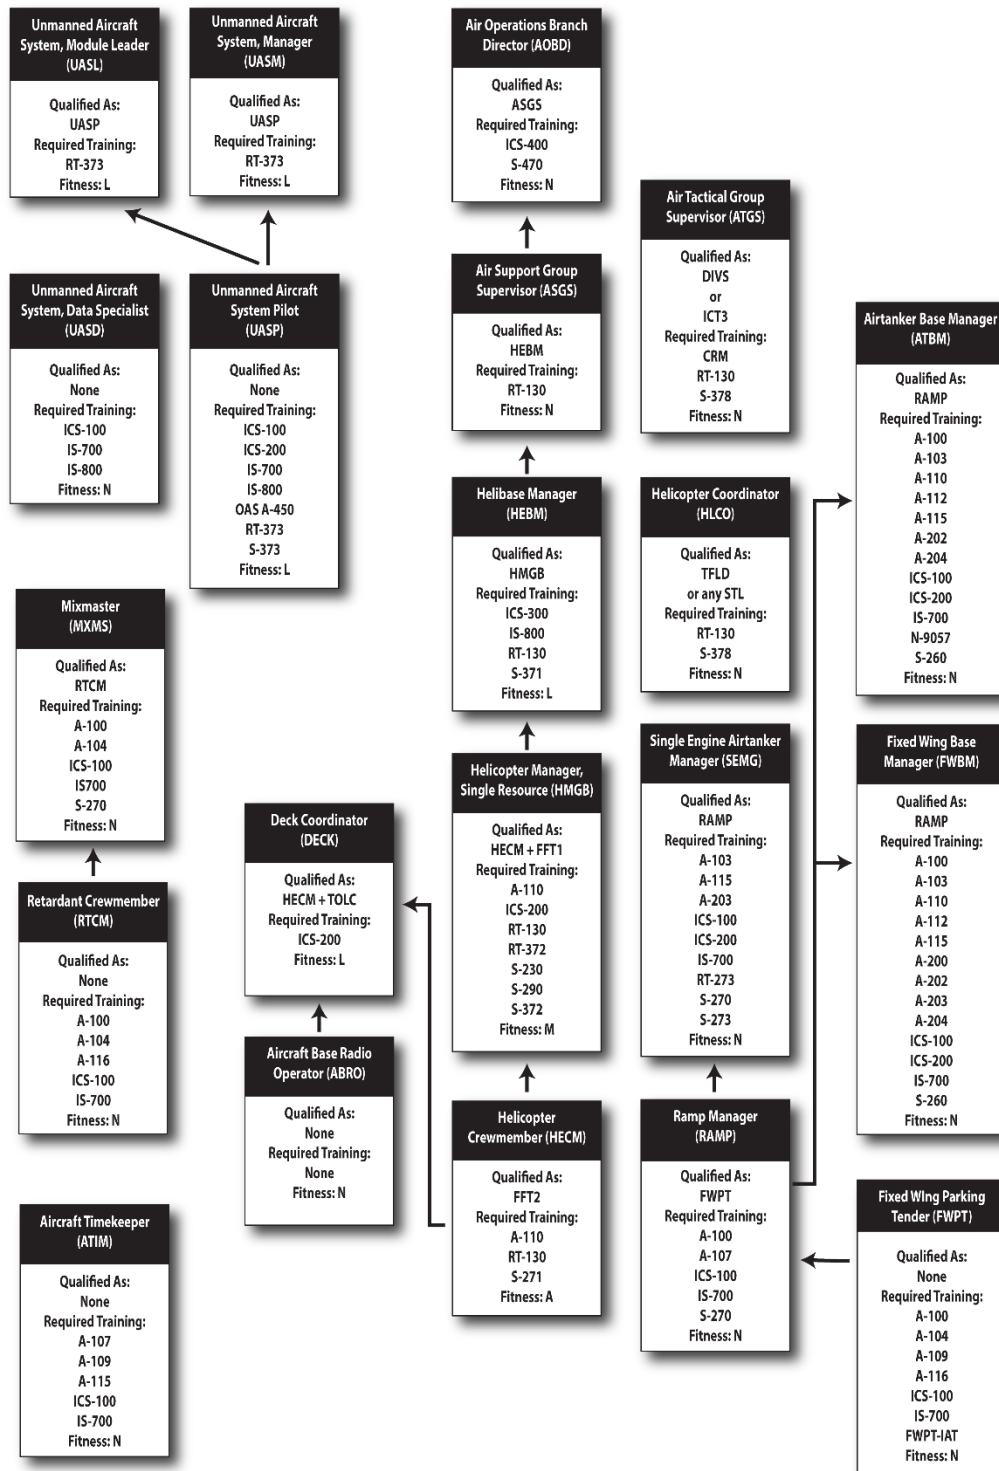 Unmanned Aircraft
System, Module Leader
(UASL)
Qualified As:
UASP
Required Training:
RT-373
Fitness: L
Unmanned Aircraft
System, Manager
(UASM)
Qualified As:
UASP
Required Training:
RT-373
Fitness: L
Air Operations Branch
Director (AOBD)
Qualified As:
ASGS
Required Training:
ICS-400
S-470
Fitness: N
Air Tactical Group
Supervisor (ATGS)
Qualified As:
DIVS
or
ICT3
Required Training:
CRM
RT-130
S-378
Fitness: N
Unmanned Aircraft
System, Data Specialist
(UASD)
Qualified As:
None
Required Training:
ICS-100
IS-700
IS-800
Fitness: N
Unmanned Aircraft
System Pilot
(UASP)
Qualified As:
None
Required Training:
ICS-100
ICS-200
IS-700
IS-800
OAS A-450
RT-373
S-373
Fitness: L
Air Support Group
Supervisor (ASGS)
Qualified As:
HEBM
Required Training:
RT-130
Fitness: N
Airtanker Base Manager
(ATBM)
Qualified As:
RAMP
Required Training:
A-100
A-103
A-110
A-112
A-115
A-202
A-204
ICS-100
ICS-200
IS-700
N-9057
S-260
Fitness: N
Helibase Manager
(HEBM)
Qualified As:
HMGB
Required Training:
ICS-300
IS-800
RT-130
S-371
Fitness: L
Helicopter Coordinator
(HLCO)
Qualified As:
TFLD
or any STL
Required Training:
RT-130
S-378
Fitness: N
Mixmaster
(MXMS)
Qualified As:
RTCM
Required Training:
A-100
A-104
ICS-100
IS700
S-270
Fitness: N
Helicopter Manager,
Single Resource (HMGB)
Qualified As:
HECM + FFT1
Required Training:
A-110
ICS-200
RT-130
RT-372
S-230
S-290
S-372
Fitness: M
Single Engine Airtanker
Manager (SEMG)
Qualified As:
RAMP
Required Training:
A-103
A-115
A-203
ICS-100
ICS-200
IS-700
RT-273
S-270
S-273
Fitness: N
Fixed Wing Base
Manager (FWBM)
Qualified As:
RAMP
Required Training:
A-100
A-103
A-110
A-112
A-115
A-200
A-202
A-203
A-204
ICS-100
ICS-200
IS-700
S-260
Fitness: N
Deck Coordinator
(DECK)
Qualified As:
HECM + TOLC
Required Training:
ICS-200
Fitness: L
Retardant Crewmember
(RTCM)
Qualified As:
None
Required Training:
A-100
A-104
A-116
ICS-100
IS-700
Fitness: N
Aircraft Base Radio
Operator (ABRO)
Qualified As:
None
Required Training:
None
Fitness: N
Helicopter
Crewmember (HECM)
Qualified As:
FFT2
Required Training:
A-110
RT-130
S-271
Fitness: A
Ramp Manager
(RAMP)
Qualified As:
FWPT
Required Training:
A-100
A-107
ICS-100
IS-700
S-270
Fitness: N
Fixed WIng Parking
Tender (FWPT)
Qualified As:
None
Required Training:
A-100
A-104
A-109
A-116
ICS-100
IS-700
FWPT-IAT
Fitness: N
Aircraft Timekeeper
(ATIM)
Qualified As:
None
Required Training:
A-107
A-109
A-115
ICS-100
IS-700
Fitness: N